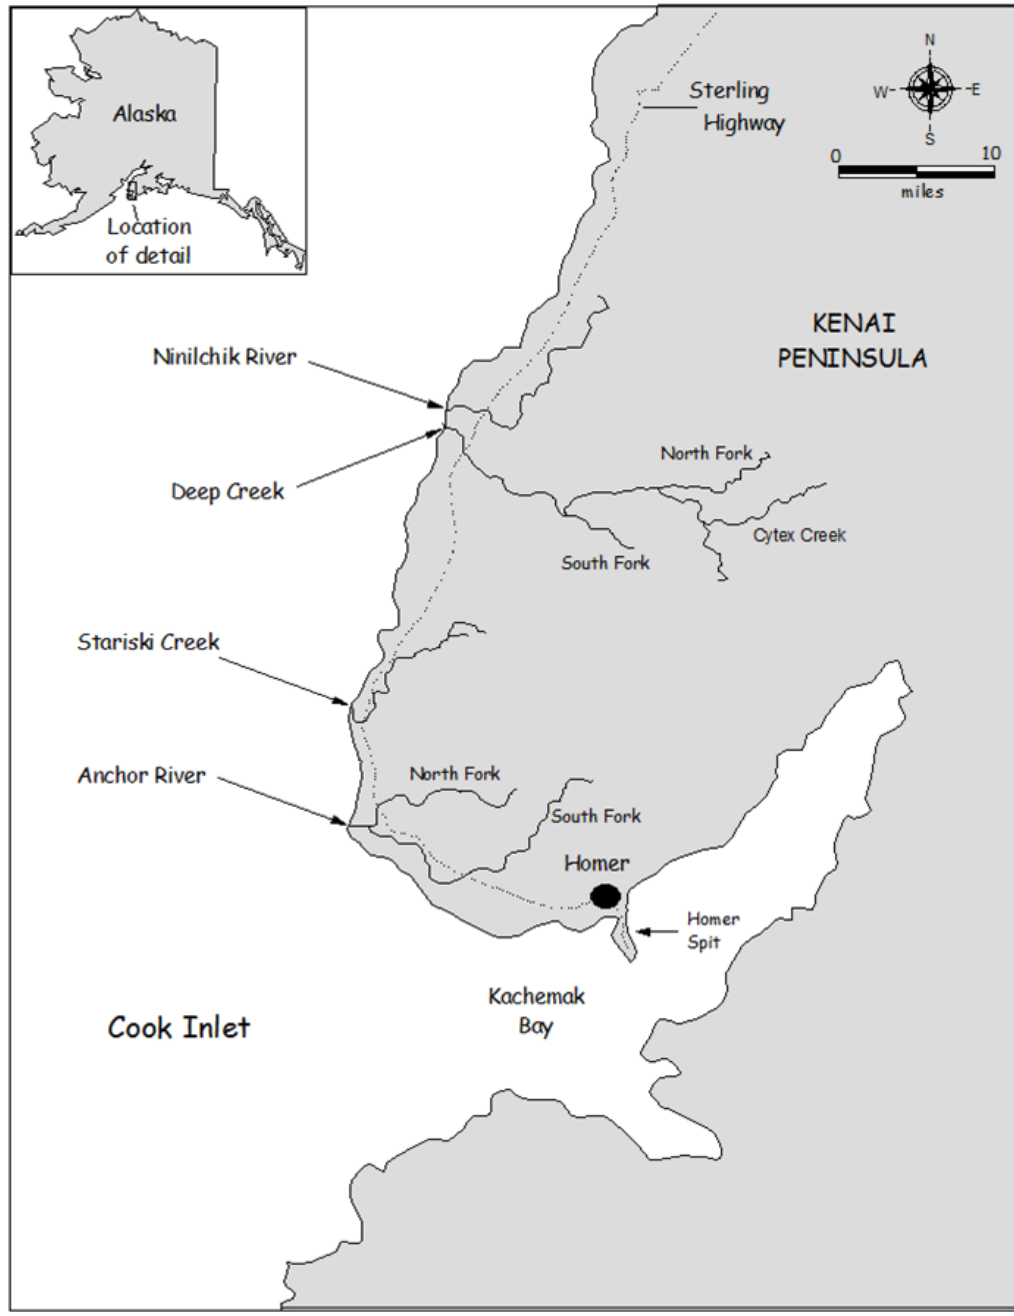 Alaska
Location
of detail
Sterling
Highway
N
W
E
S
0 10
miles
KENAI
PENINSULA
Ninilchik River
Deep Creek
North Fork
Cytex Creek
South Fork
Stariski Creek
Anchor River
North Fork
South Fork
Homer
Homer
Spit
Kachemak
Bay
Cook Inlet